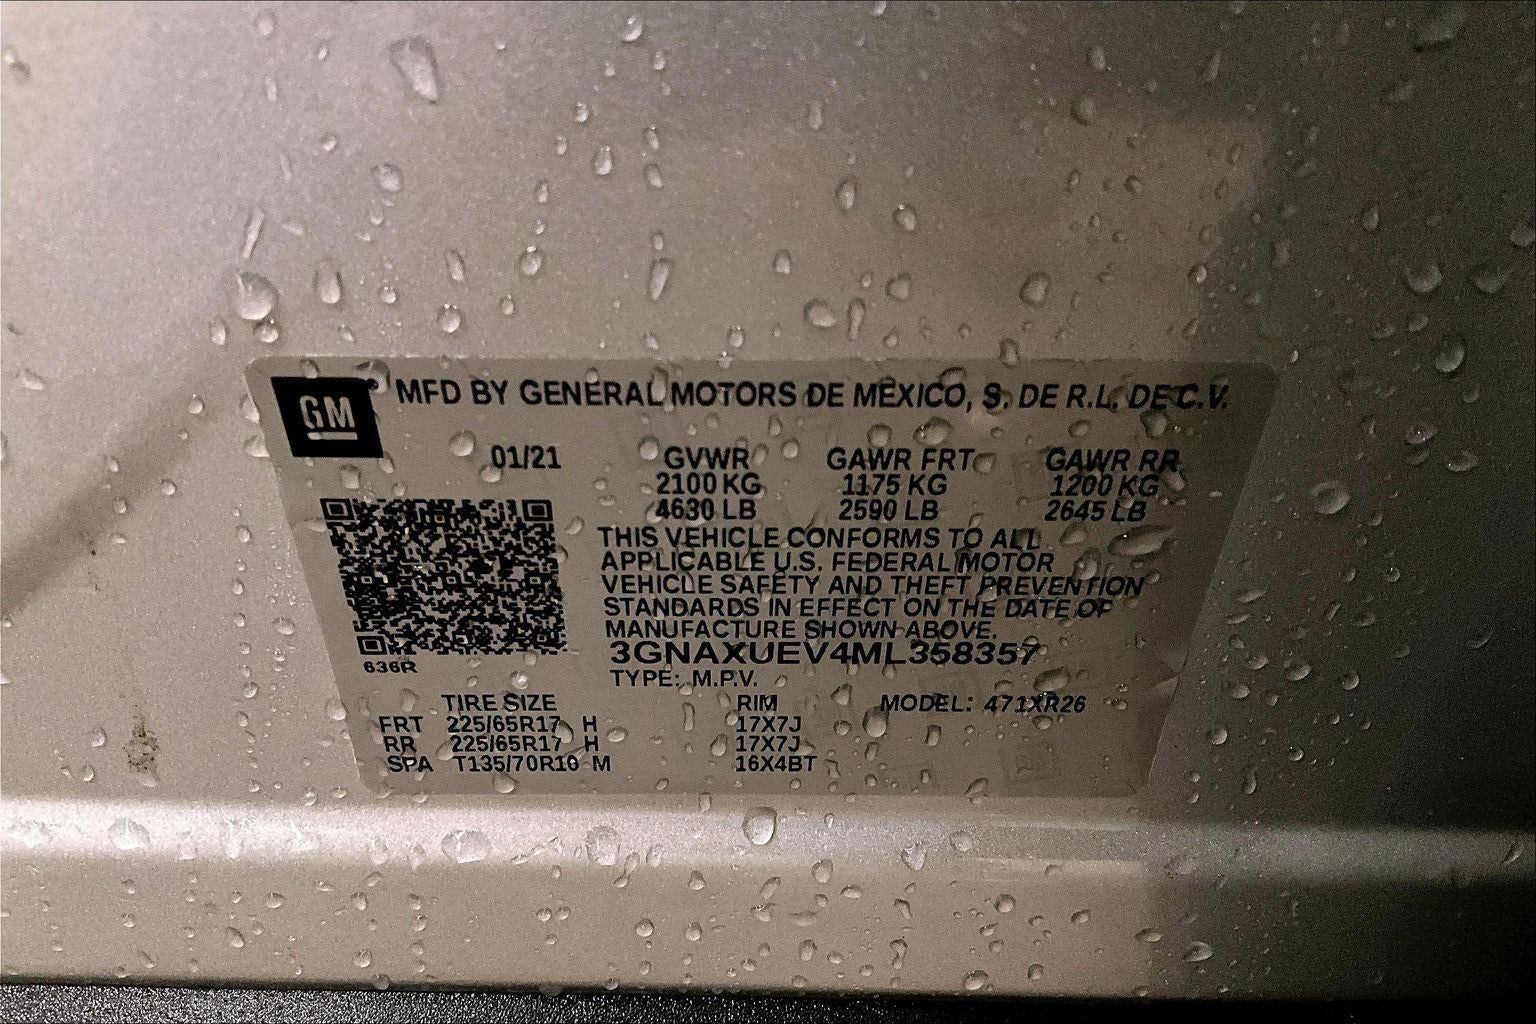 GM MFD BY GENERAL MOTORS DE MEXICO, S. DE R.L. DE C.V.
01/21 GVWR GAWR FRT GAWR RR
2100 KG 1175 KG 1200 KG
4630 LB 2590 LB 2645 LB
THIS VEHICLE CONFORMS TO ALL
APPLICABLE U.S. FEDERAL MOTOR
VEHICLE SAFETY AND THEFT PREVENTION
STANDARDS IN EFFECT ON THE DATE OF
MANUFACTURE SHOWN ABOVE.
3GNAXUEV4ML358357
636R
TYPE: M.P.V.
TIRE SIZE RIM MODEL: 471XR26
FRT 225/65R17 H 17X7J
RR 225/65R17 H 17X7J
SPA T135/70R10 M 16X4BT